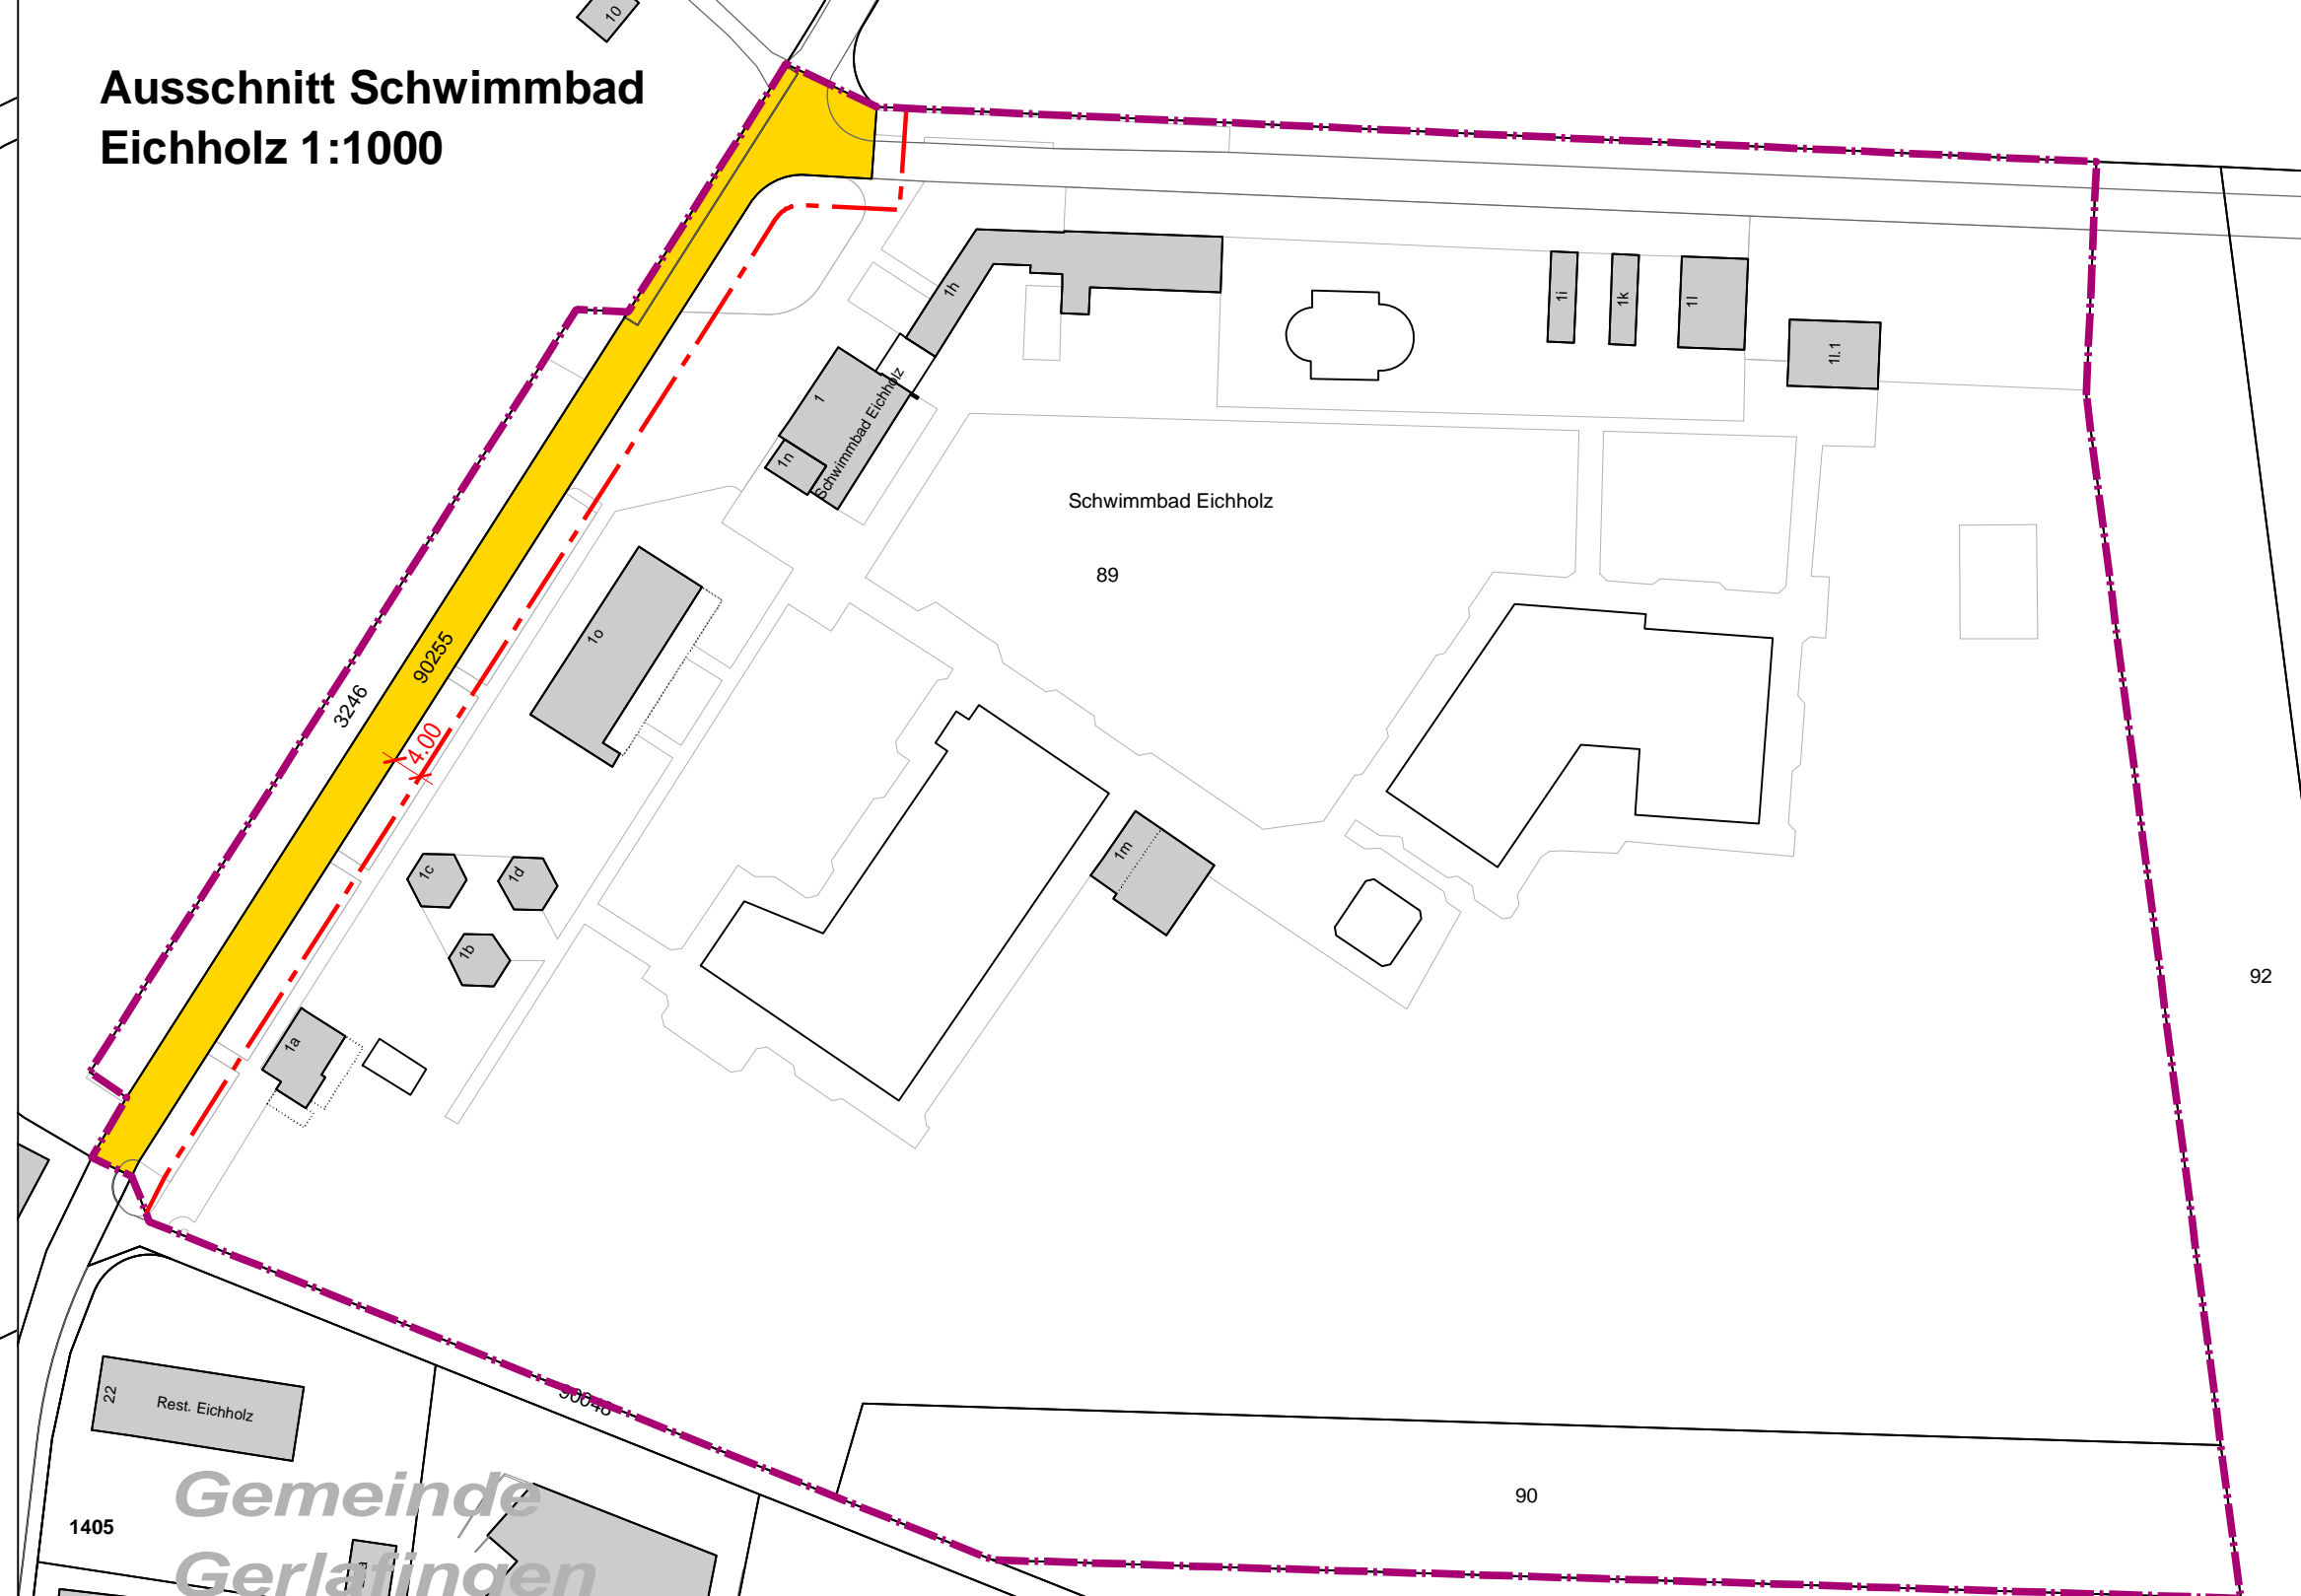 10
Ausschnitt Schwimmbad
Eichholz 1:1000
1h
1i
1k
1l
1l.1
1
Schwimmbad Eichholz
1n
Schwimmbad Eichholz
89
1o
90255
3246
4.00
1c
1d
1m
1b
92
1a
90048
22
Rest. Eichholz
Gemeinde
90
1405
Gerlafingen
a